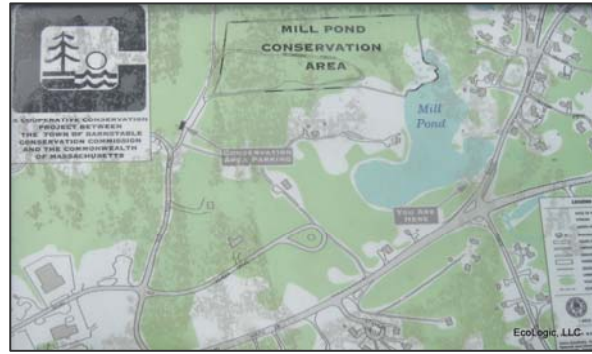 MILL POND
CONSERVATION
AREA
A COOPERATIVE CONSERVATION
PROJECT BETWEEN
THE TOWN OF BARNSTABLE
CONSERVATION COMMISSION
AND THE COMMONWEALTH
OF MASSACHUSETTS
Mill
Pond
CONSERVATION
AREA PARKING
YOU ARE
HERE
LEGEND
EcoLogic, LLC